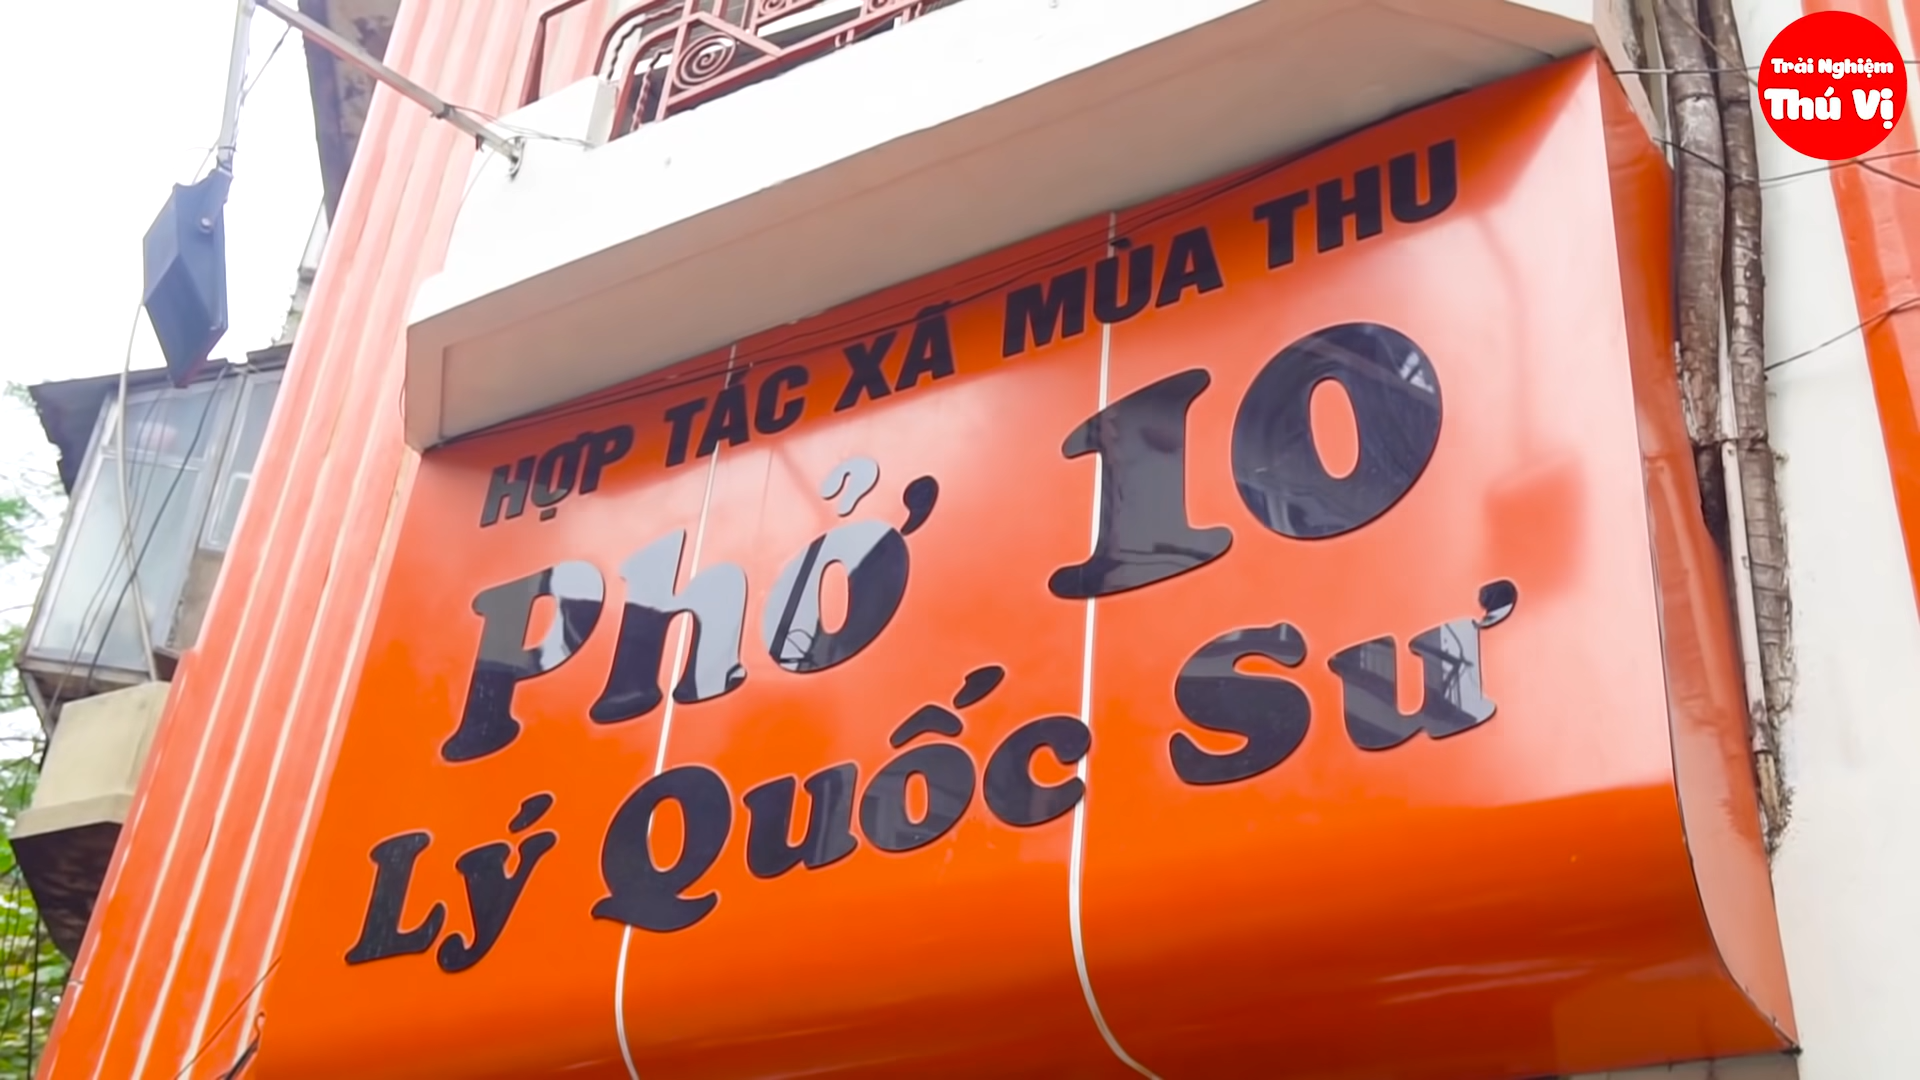 Trải Nghiệm
Thú Vị
HỢP TÁC XÃ MÙA THU
Phở 10
Lý Quốc Sư